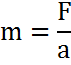 m = F/a